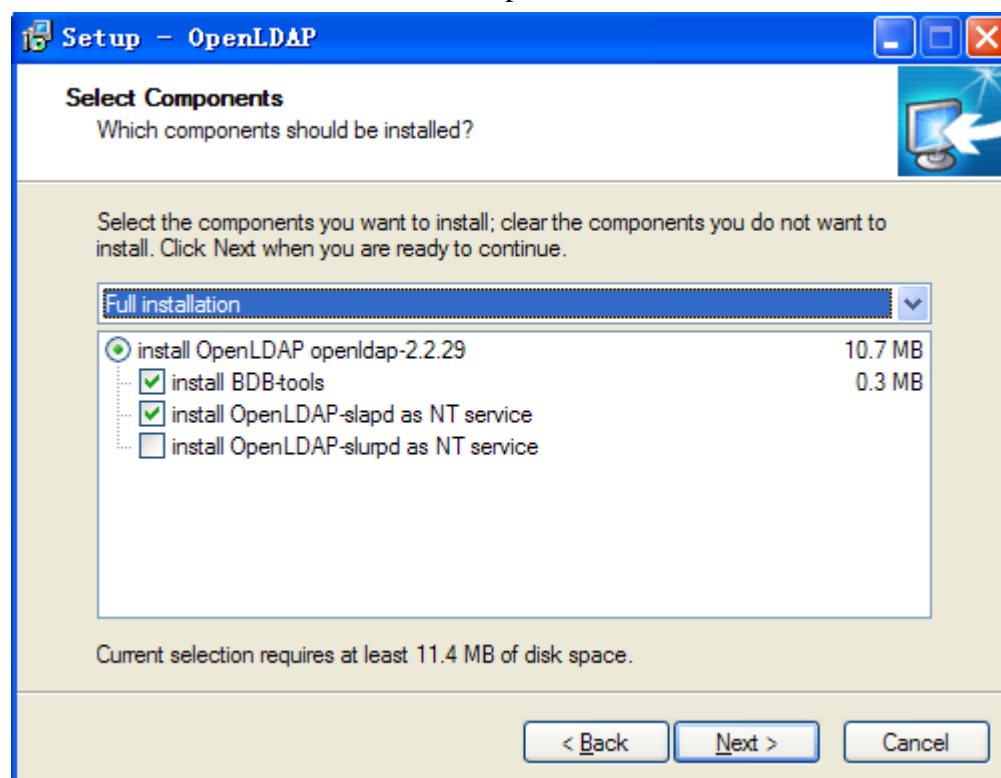 Setup - OpenLDAP
Select Components
Which components should be installed?
Select the components you want to install; clear the components you do not want to
install. Click Next when you are ready to continue.
Full installation
install OpenLDAP openldap-2.2.29 10.7 MB
install BDB-tools 0.3 MB
install OpenLDAP-slapd as NT service
install OpenLDAP-slurpd as NT service
Current selection requires at least 11.4 MB of disk space.
< Back Next > Cancel